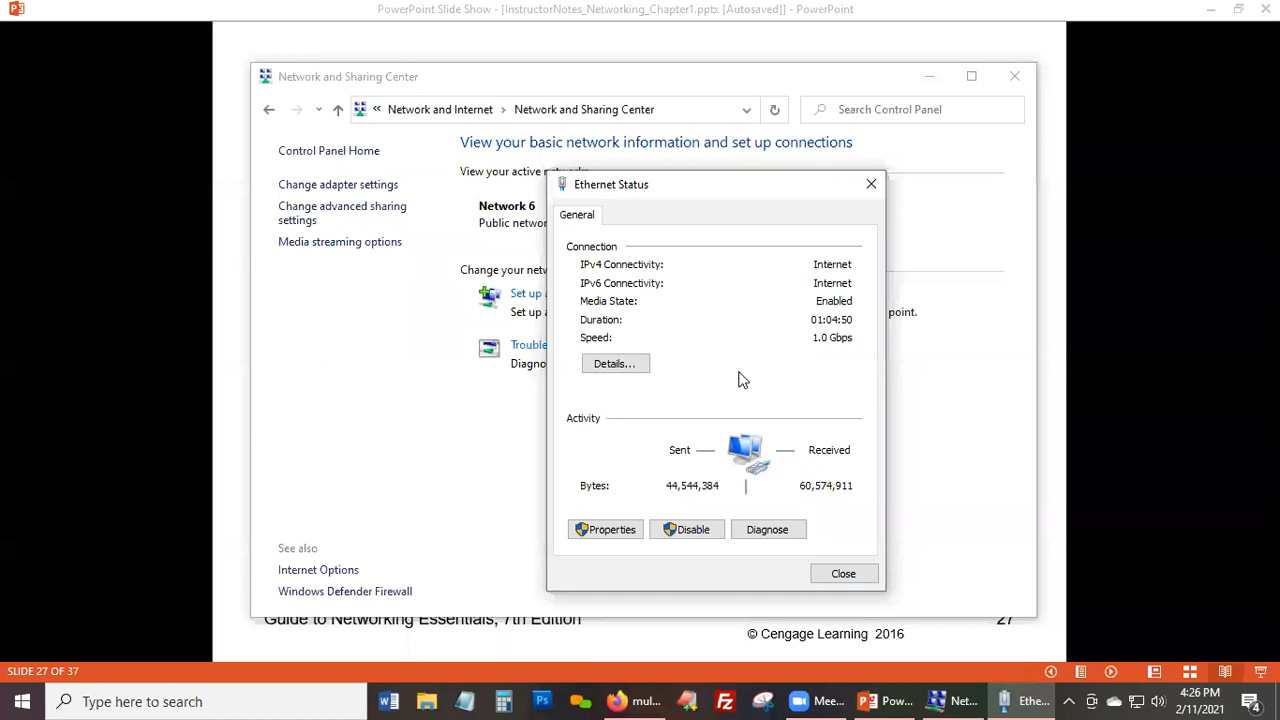 PowerPoint Slide Show - [InstructorNotes_Networking_Chapter1.pptx [Autosaved]] - PowerPoint
Network and Sharing Center
« Network and Internet > Network and Sharing Center
Search Control Panel
Control Panel Home
Change adapter settings
Change advanced sharing
settings
Media streaming options
See also
Internet Options
Windows Defender Firewall
View your basic network information and set up connections
View your active networks
Network 6
Public networ
Change your netw
Set up a
Set up a
point.
Trouble
Diagno
Ethernet Status
General
Connection
IPv4 Connectivity: Internet
IPv6 Connectivity: Internet
Media State: Enabled
Duration: 01:04:50
Speed: 1.0 Gbps
Details...
Activity
Sent — — Received
Bytes: 44,544,384 | 60,574,911
Properties Disable Diagnose
Close
Guide to Networking Essentials, 7th Edition
© Cengage Learning 2016
27
SLIDE 27 OF 37
Type here to search
mul...
Mee...
Pow...
Net...
Ethe...
4:26 PM
2/11/2021
4